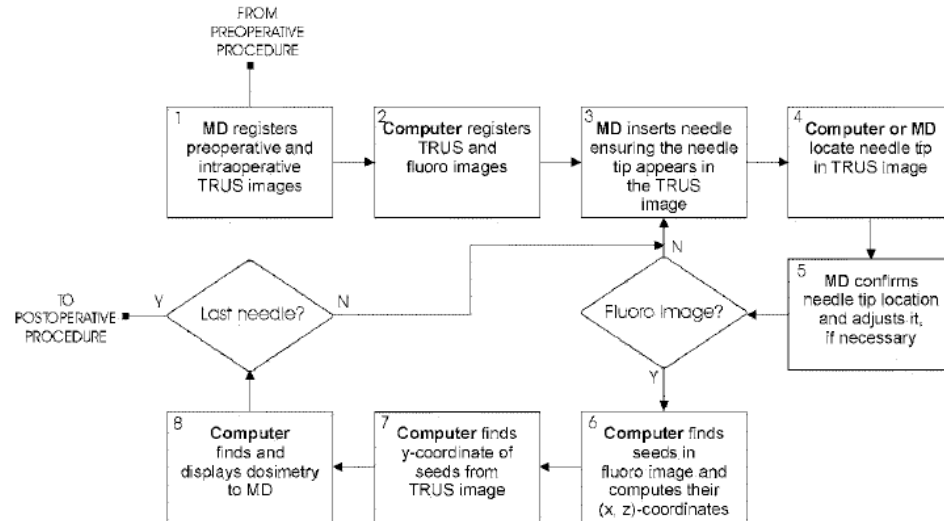 FROM
PREOPERATIVE
PROCEDURE
1
MD registers
preoperative and
intraoperative
TRUS images
2
Computer registers
TRUS and
fluoro images
3
MD inserts needle
ensuring the needle
tip appears in
the TRUS
image
4
Computer or MD
locate needle tip
in TRUS image
5
MD confirms
needle tip location
and adjusts it,
if necessary
Fluoro Image?
N
Y
6
Computer finds
seeds in
fluoro image and
computes their
(x, z)-coordinates
7
Computer finds
y-coordinate of
seeds from
TRUS image
8
Computer
finds and
displays dosimetry
to MD
Last needle?
N
Y
TO
POSTOPERATIVE
PROCEDURE